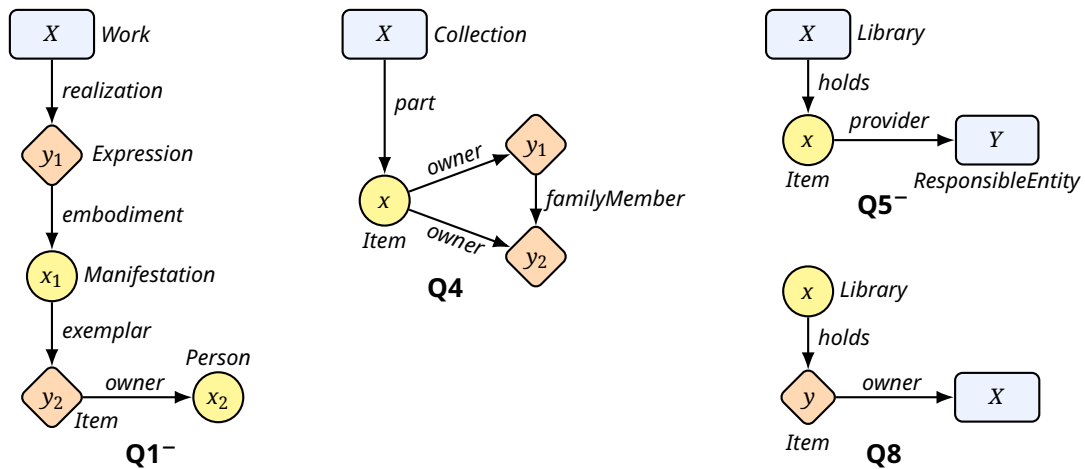 X Work
realization
y₁ Expression
embodiment
x₁ Manifestation
exemplar
Person
y₂ owner x₂
Item
Q1⁻
X Collection
part
owner y₁
x familyMember
Item owner y₂
Q4
X Library
holds
x provider Y
Item ResponsibleEntity
Q5⁻
x Library
holds
y owner X
Item
Q8